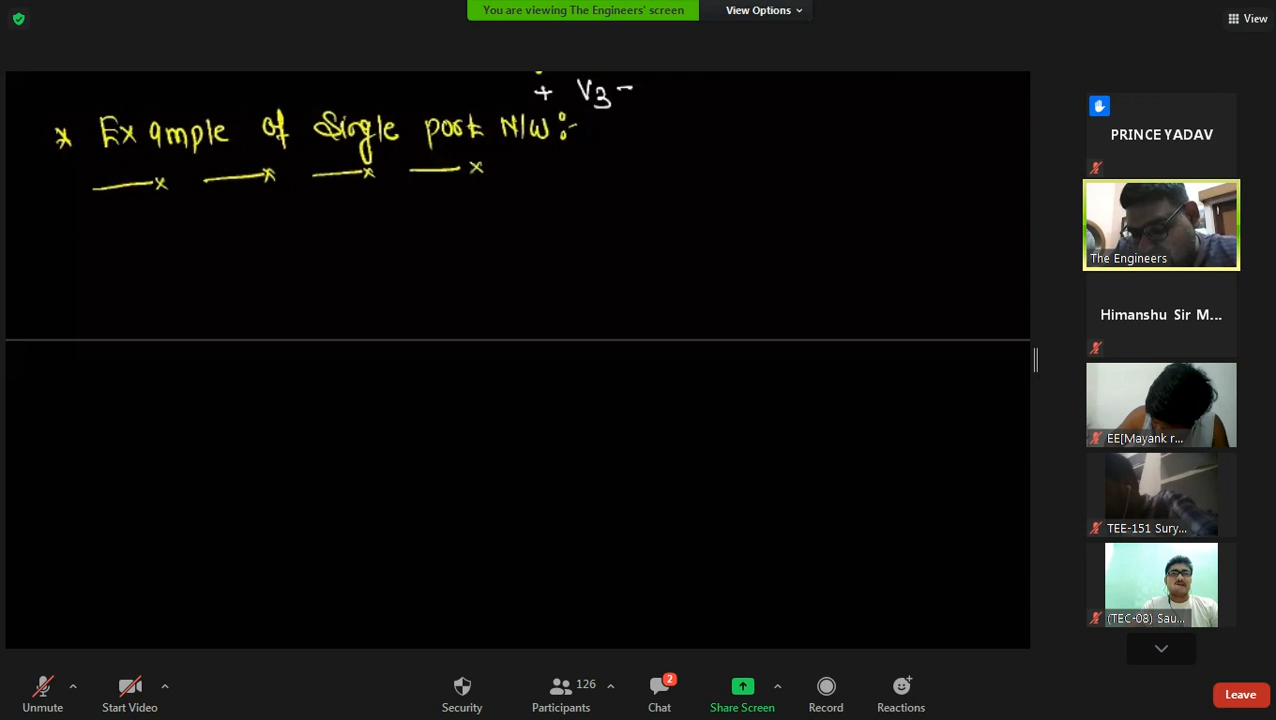 You are viewing The Engineers' screen
View Options
View
+ V3 -
* Example of Single port N/W :-
PRINCE YADAV
The Engineers
Himanshu Sir M...
EE[Mayank r...
TEE-151 Sury...
(TEC-08) Sau...
Unmute
Start Video
Security
126
Participants
2
Chat
Share Screen
Record
Reactions
Leave